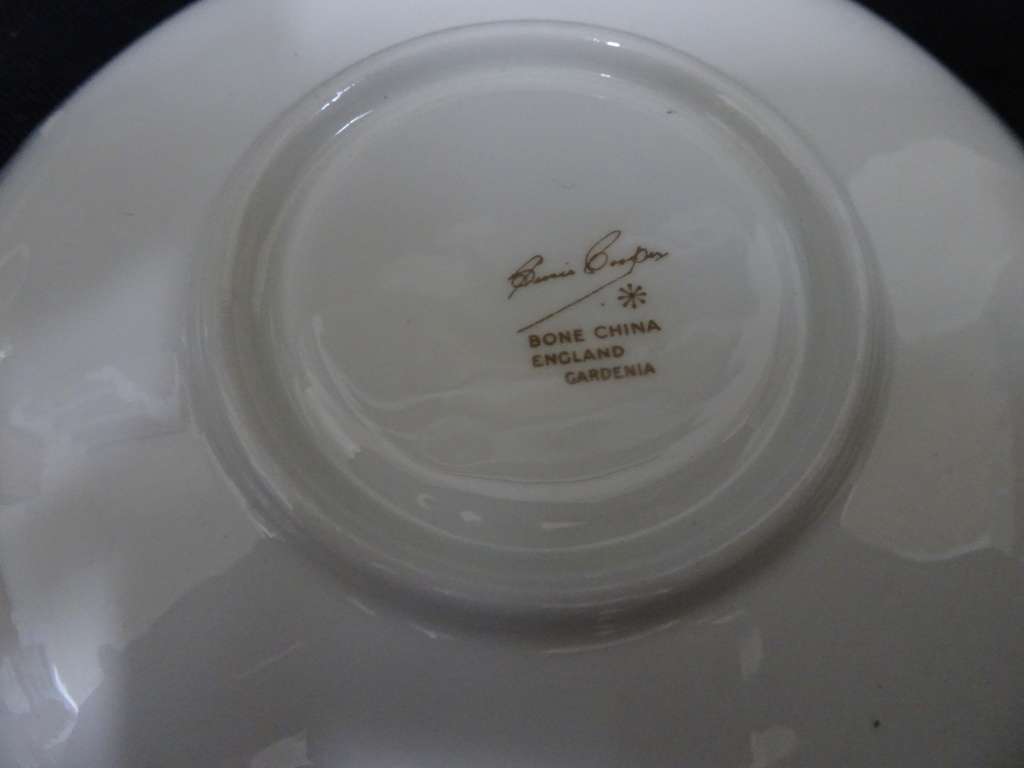 Susie Cooper
BONE CHINA
ENGLAND
GARDENIA